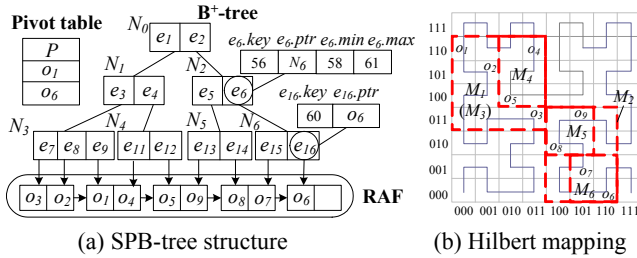 Pivot table
P
o1
o6
B+-tree
N0
e1 e2
N1
e3 e4
N2
e5 e6
e6.key e6.ptr e6.min e6.max
56 N6 58 61
e16.key e16.ptr
60 o6
N3
e7 e8 e9
N4
e11 e12
N5
e13 e14
N6
e15 e16
o3 o2 o1 o4 o5 o9 o8 o7 o6
RAF
(a) SPB-tree structure
111
110
101
100
011
010
001
000
000 001 010 011 100 101 110 111
o1 o4
o2 M4
M1
(M3)
o5
o3 o9
M2
M5
o8
o7
M6 o6
(b) Hilbert mapping